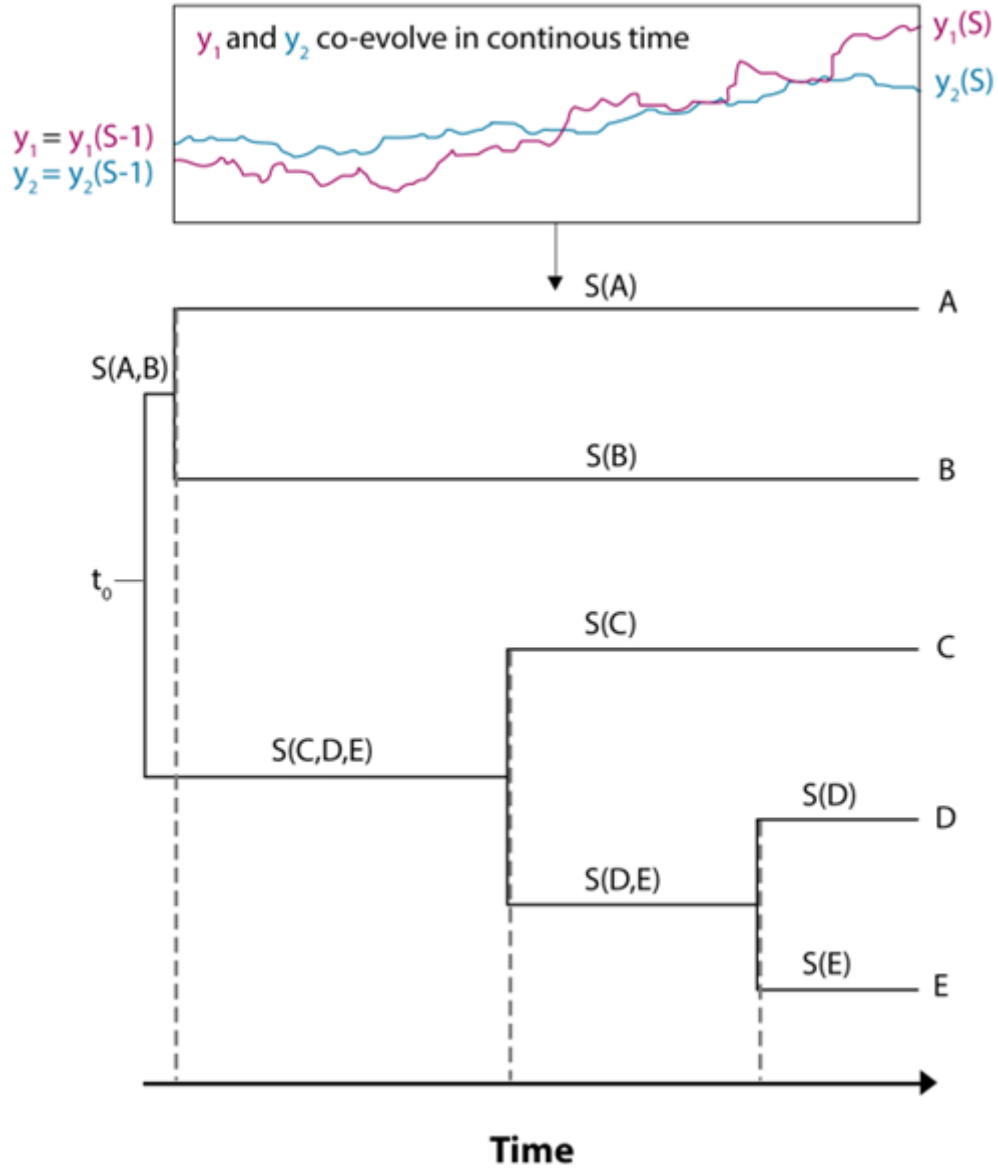 y₁ and y₂ co-evolve in continous time
y₁(S)
y₂(S)
y₁ = y₁(S-1)
y₂ = y₂(S-1)
S(A)
A
S(A,B)
S(B)
B
t₀
S(C)
C
S(C,D,E)
S(D)
D
S(D,E)
S(E)
E
Time